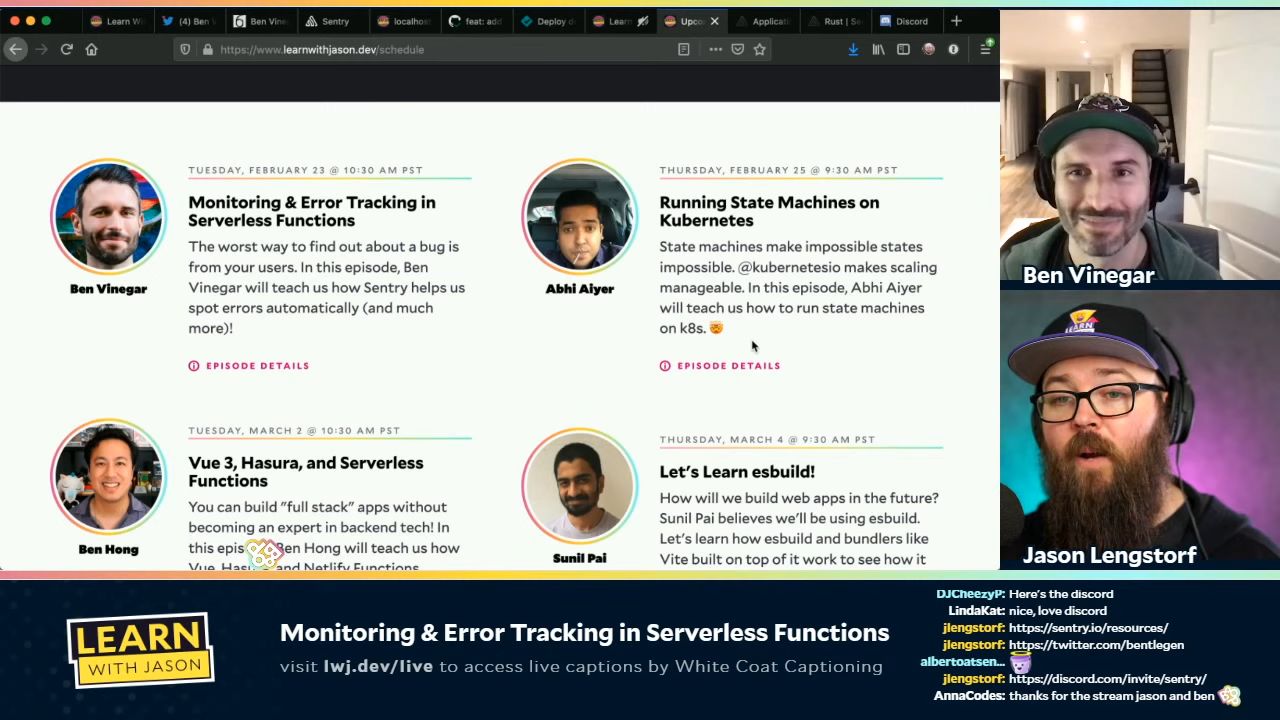 Learn Wi
(4) Ben V
Ben Vine
Sentry
localhost
feat: add
Deploy d
Learn
Upco
Applicati
Rust | Se
Discord
https://www.learnwithjason.dev/schedule
TUESDAY, FEBRUARY 23 @ 10:30 AM PST
Monitoring & Error Tracking in
Serverless Functions
The worst way to find out about a bug is
from your users. In this episode, Ben
Vinegar will teach us how Sentry helps us
spot errors automatically (and much
more)!
Ben Vinegar
EPISODE DETAILS
THURSDAY, FEBRUARY 25 @ 9:30 AM PST
Running State Machines on
Kubernetes
State machines make impossible states
impossible. @kubernetesio makes scaling
manageable. In this episode, Abhi Aiyer
will teach us how to run state machines
on k8s. 🤯
Abhi Aiyer
EPISODE DETAILS
TUESDAY, MARCH 2 @ 10:30 AM PST
Vue 3, Hasura, and Serverless
Functions
You can build "full stack" apps without
becoming an expert in backend tech! In
this epis Ben Hong will teach us how
Vue, Hasu and Netlify Functions
Ben Hong
THURSDAY, MARCH 4 @ 9:30 AM PST
Let's Learn esbuild!
How will we build web apps in the future?
Sunil Pai believes we'll be using esbuild.
Let's learn how esbuild and bundlers like
Vite built on top of it work to see how it
Sunil Pai
Ben Vinegar
LEARN
Jason Lengstorf
LEARN
WITH JASON
Monitoring & Error Tracking in Serverless Functions
visit lwj.dev/live to access live captions by White Coat Captioning
DJCheezyP: Here's the discord
LindaKat: nice, love discord
jlengstorf: https://sentry.io/resources/
jlengstorf: https://twitter.com/bentlegen
albertoatsen...
jlengstorf: https://discord.com/invite/sentry/
AnnaCodes: thanks for the stream jason and ben